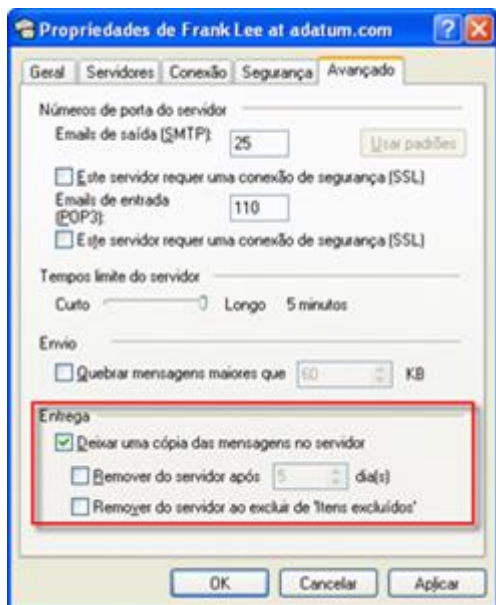 Propriedades de Frank Lee at adatum.com
Geral Servidores Conexão Segurança Avançado
Números de porta do servidor
Emails de saída (SMTP): 25 Usar padrões
Este servidor requer uma conexão de segurança (SSL)
Emails de entrada
(POP3): 110
Este servidor requer uma conexão de segurança (SSL)
Tempos limite do servidor
Curto Longo 5 minutos
Envio
Quebrar mensagens maiores que 60 KB
Entrega
Deixar uma cópia das mensagens no servidor
Remover do servidor após 5 dia(s)
Remover do servidor ao excluir de 'Itens excluídos'
OK Cancelar Aplicar